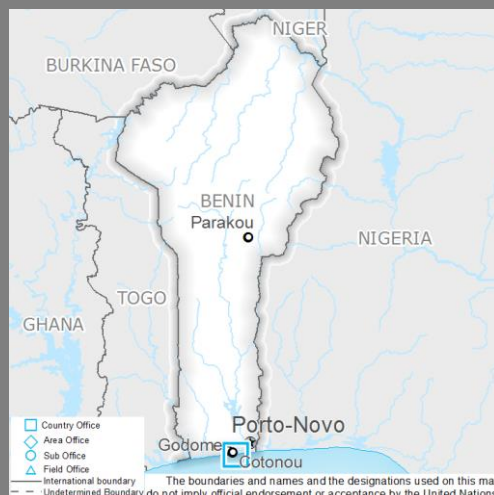 NIGER
BURKINA FASO
BENIN
Parakou
NIGERIA
TOGO
GHANA
Porto-Novo
Godome
Cotonou
Country Office
Area Office
Sub Office
Field Office
International boundary
Undetermined Boundary
The boundaries and names and the designations used on this ma
do not imply official endorsement or acceptance by the United Nation